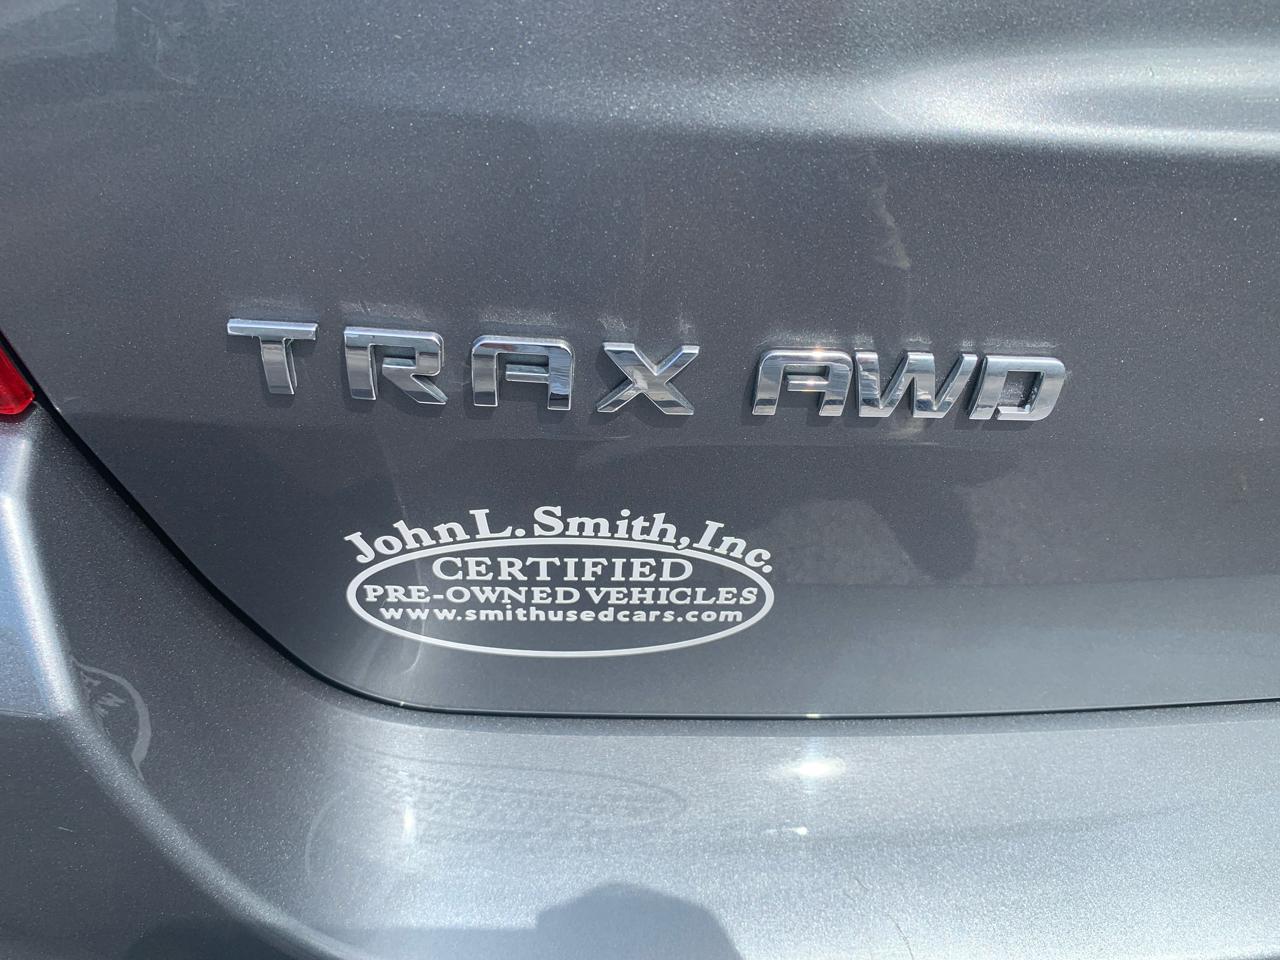 TRAX AWD
John L. Smith, Inc.
CERTIFIED
PRE-OWNED VEHICLES
www.smithusedcars.com